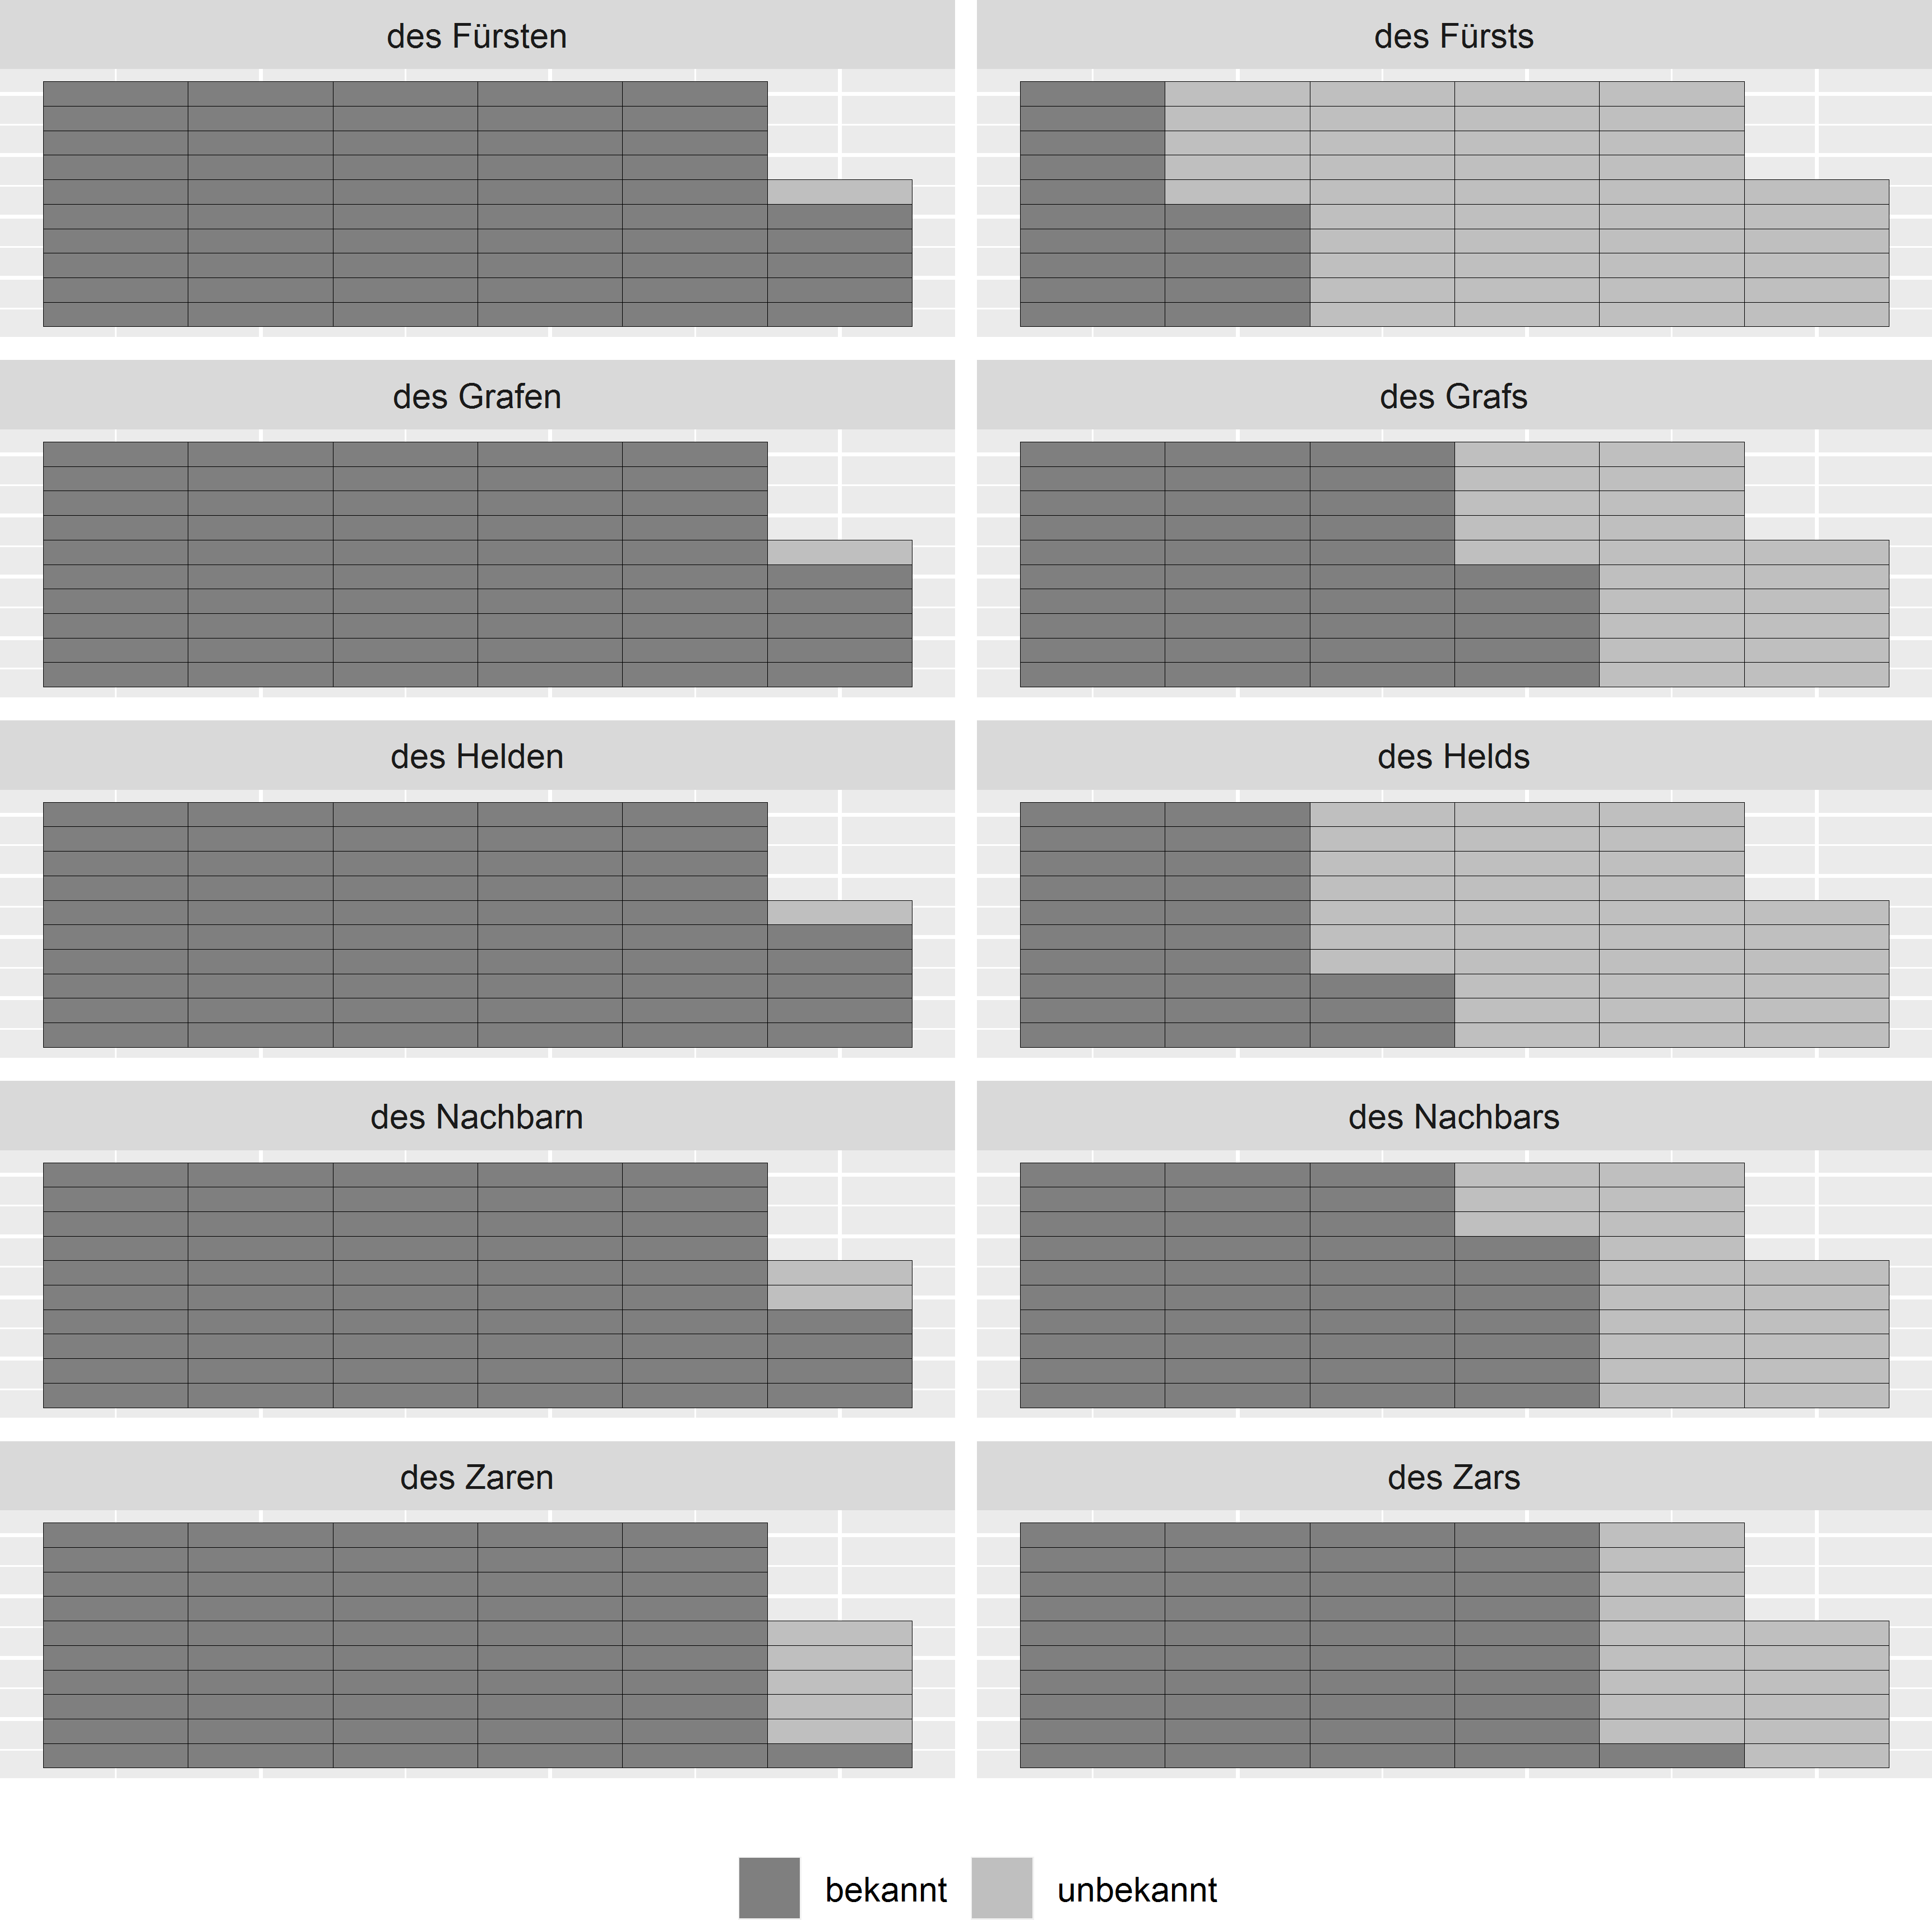 des Fürsten
des Fürsts
des Grafen
des Grafs
des Helden
des Helds
des Nachbarn
des Nachbars
des Zaren
des Zars
bekannt
unbekannt